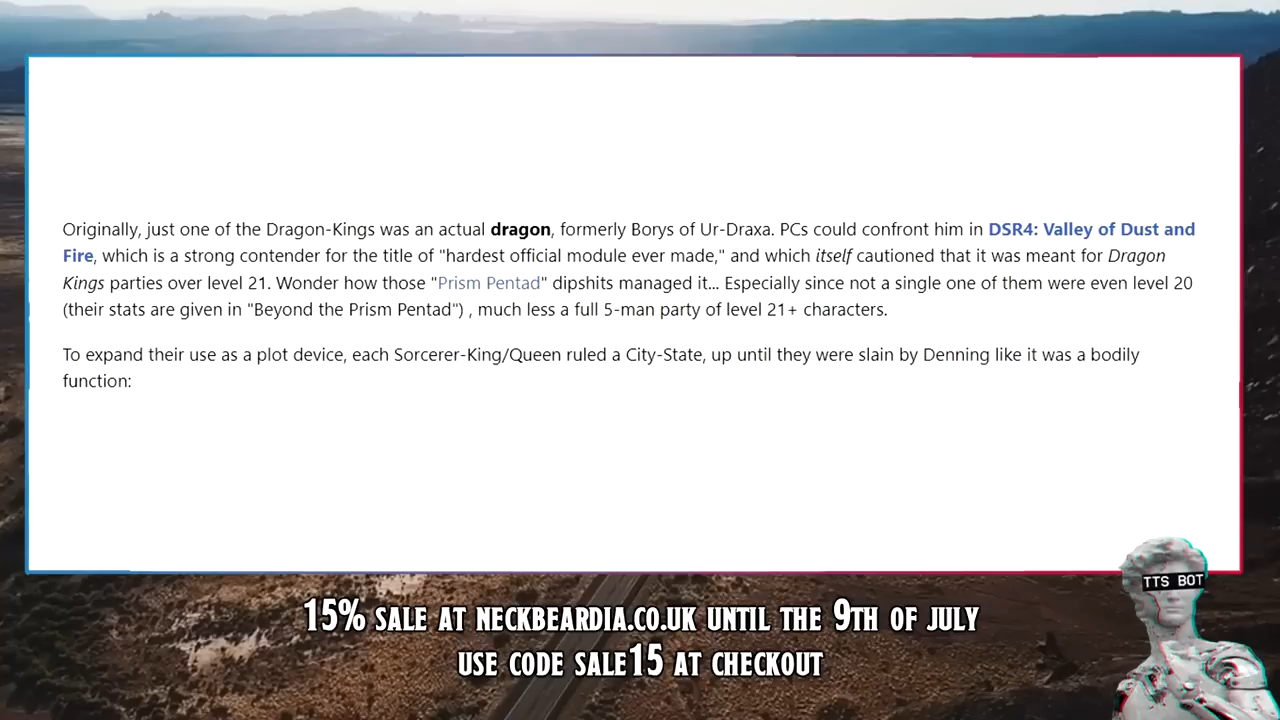 Originally, just one of the Dragon-Kings was an actual dragon, formerly Borys of Ur-Draxa. PCs could confront him in DSR4: Valley of Dust and
Fire, which is a strong contender for the title of "hardest official module ever made," and which itself cautioned that it was meant for Dragon
Kings parties over level 21. Wonder how those "Prism Pentad" dipshits managed it... Especially since not a single one of them were even level 20
(their stats are given in "Beyond the Prism Pentad") , much less a full 5-man party of level 21+ characters.
To expand their use as a plot device, each Sorcerer-King/Queen ruled a City-State, up until they were slain by Denning like it was a bodily
function:
TTS BOT
15% SALE AT NECKBEARDIA.CO.UK UNTIL THE 9TH OF JULY
USE CODE SALE15 AT CHECKOUT